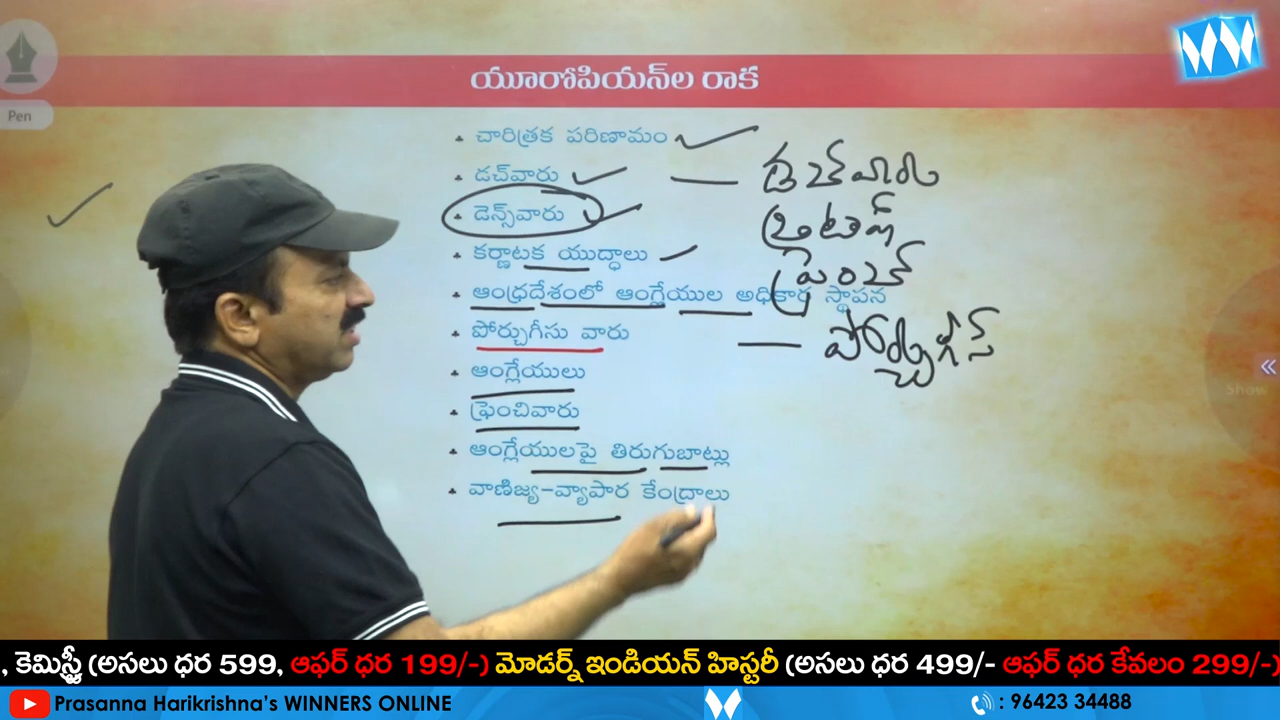 యూరోపియన్‌ల రాక
Pen
చారిత్రక పరిణామం
డచ్‌వారు
డెన్స్‌వారు
కర్ణాటక యుద్ధాలు
ఆంధ్రదేశంలో ఆంగ్లేయుల అధికార స్థాపన
పోర్చుగీసు వారు
ఆంగ్లేయులు
ఫ్రెంచివారు
ఆంగ్లేయులపై తిరుగుబాట్లు
వాణిజ్య-వ్యాపార కేంద్రాలు
డచ్ వారు
బ్రిటీష్
ఫ్రెంచ్
పోర్చుగీస్
Show
, కెమిస్ట్రీ (అసలు ధర 599, ఆఫర్ ధర 199/-) మోడర్న్ ఇండియన్ హిస్టరీ (అసలు ధర 499/- ఆఫర్ ధర కేవలం 299/-)
Prasanna Harikrishna's WINNERS ONLINE
: 96423 34488